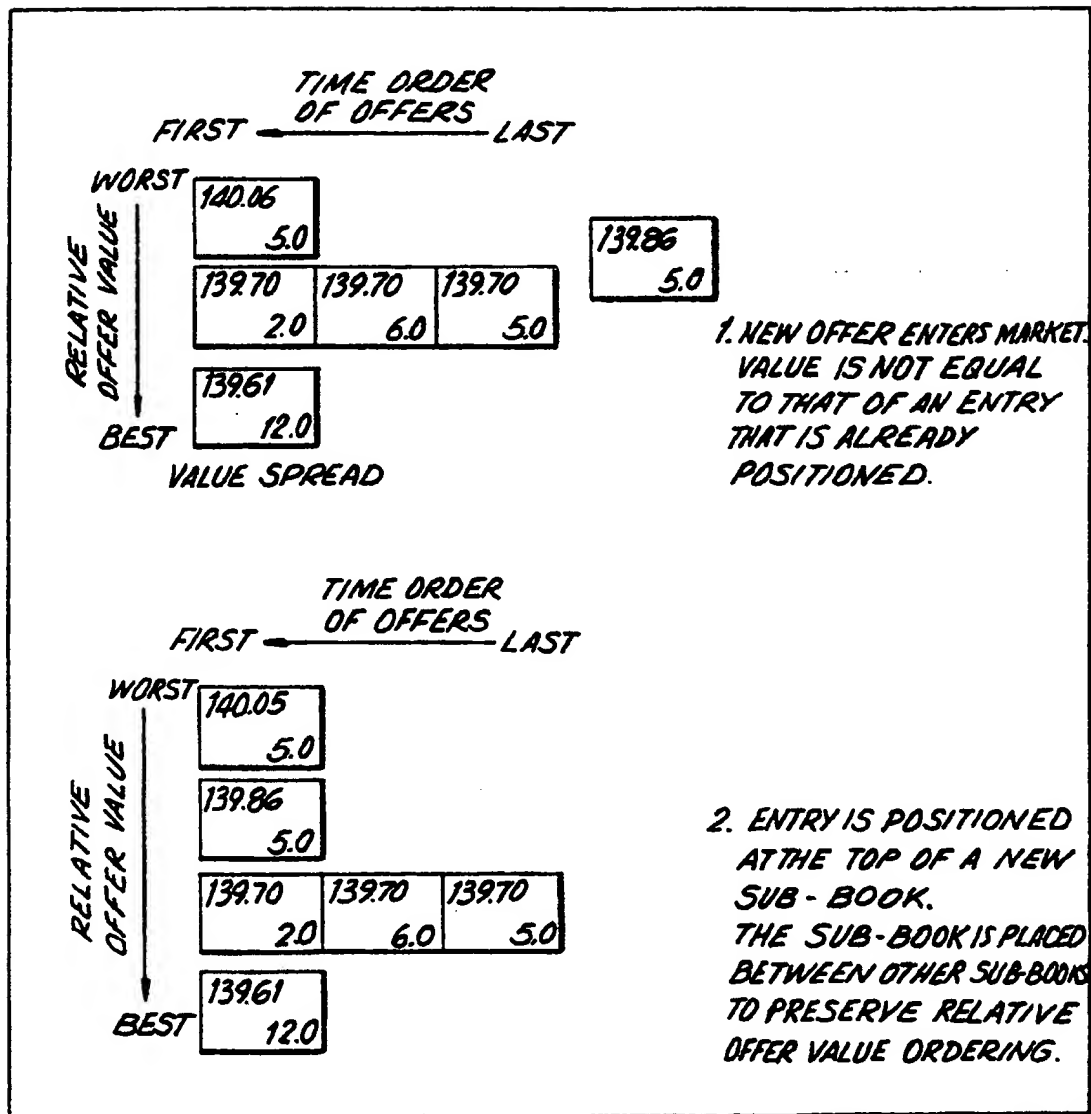 TIME ORDER
OF OFFERS
FIRST LAST
WORST
RELATIVE
OFFER VALUE
140.06
5.0
139.86
5.0
139.70 139.70 139.70
2.0 6.0 5.0
139.61
12.0
BEST
VALUE SPREAD
1. NEW OFFER ENTERS MARKET.
VALUE IS NOT EQUAL
TO THAT OF AN ENTRY
THAT IS ALREADY
POSITIONED.
TIME ORDER
OF OFFERS
FIRST LAST
WORST
RELATIVE
OFFER VALUE
140.05
5.0
139.86
5.0
139.70 139.70 139.70
2.0 6.0 5.0
139.61
12.0
BEST
2. ENTRY IS POSITIONED
AT THE TOP OF A NEW
SUB-BOOK.
THE SUB-BOOK IS PLACED
BETWEEN OTHER SUB-BOOKS
TO PRESERVE RELATIVE
OFFER VALUE ORDERING.